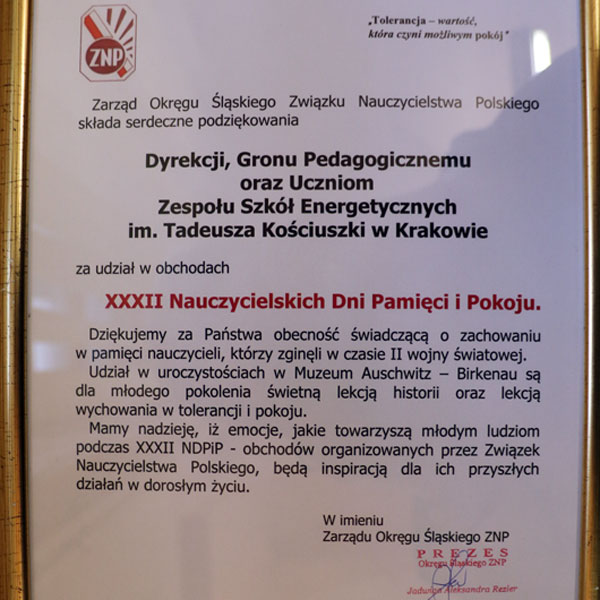 „Tolerancja – wartość,
która czyni możliwym pokój"
ZNP
Zarząd Okręgu Śląskiego Związku Nauczycielstwa Polskiego
składa serdeczne podziękowania
Dyrekcji, Gronu Pedagogicznemu
oraz Uczniom
Zespołu Szkół Energetycznych
im. Tadeusza Kościuszki w Krakowie
za udział w obchodach
XXXII Nauczycielskich Dni Pamięci i Pokoju.
Dziękujemy za Państwa obecność świadczącą o zachowaniu
w pamięci nauczycieli, którzy zginęli w czasie II wojny światowej.
Udział w uroczystościach w Muzeum Auschwitz – Birkenau są
dla młodego pokolenia świetną lekcją historii oraz lekcją
wychowania w tolerancji i pokoju.
Mamy nadzieję, iż emocje, jakie towarzyszą młodym ludziom
podczas XXXII NDPiP - obchodów organizowanych przez Związek
Nauczycielstwa Polskiego, będą inspiracją dla ich przyszłych
działań w dorosłym życiu.
W imieniu
Zarządu Okręgu Śląskiego ZNP
PREZES
Okręgu Śląskiego ZNP
Jadwiga Aleksandra Rezler